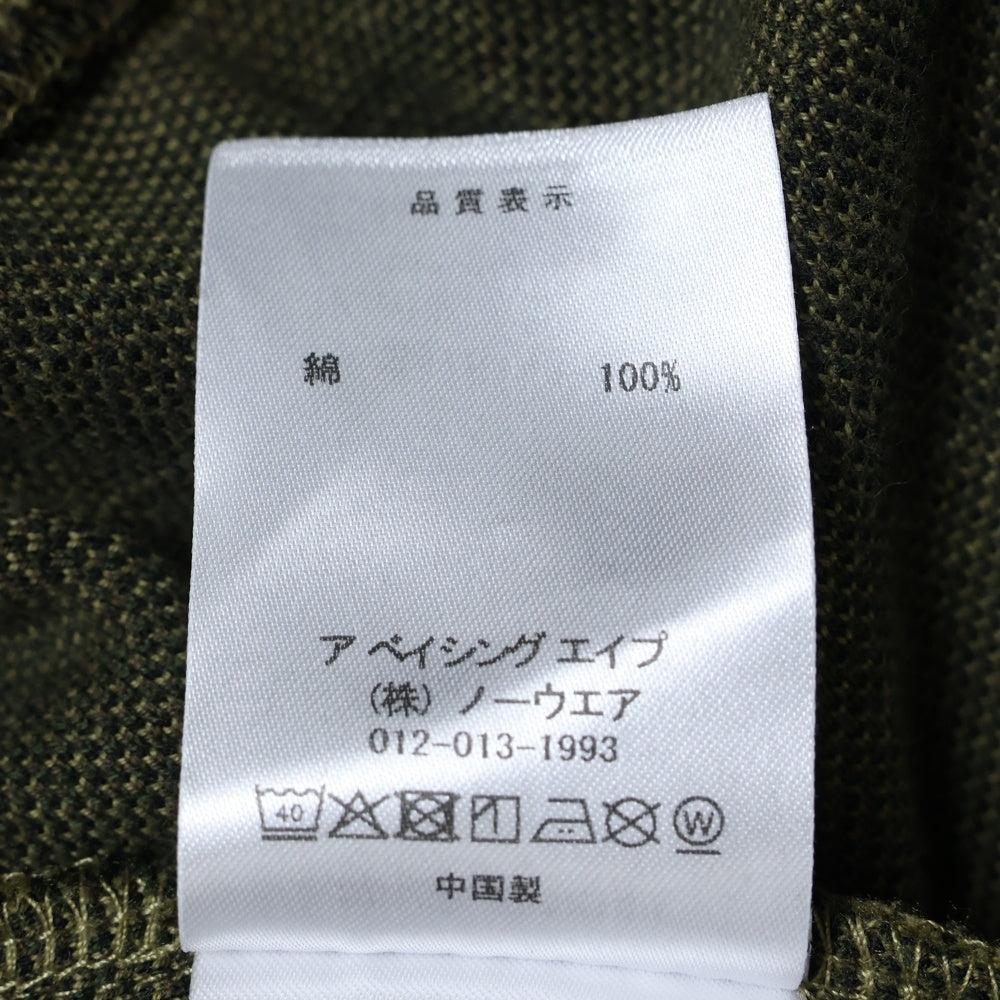 品質表示
綿 100%
ア ベイシング エイプ
(株) ノーウエア
012-013-1993
40 W
中国製